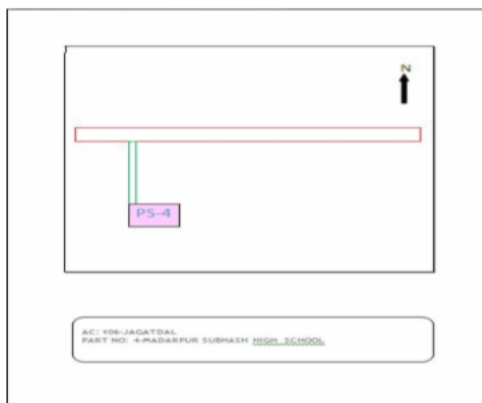 N
PS-4
AC: 106-JAGATDAL
PART NO: 4-MADARPUR SUBHASH HIGH SCHOOL